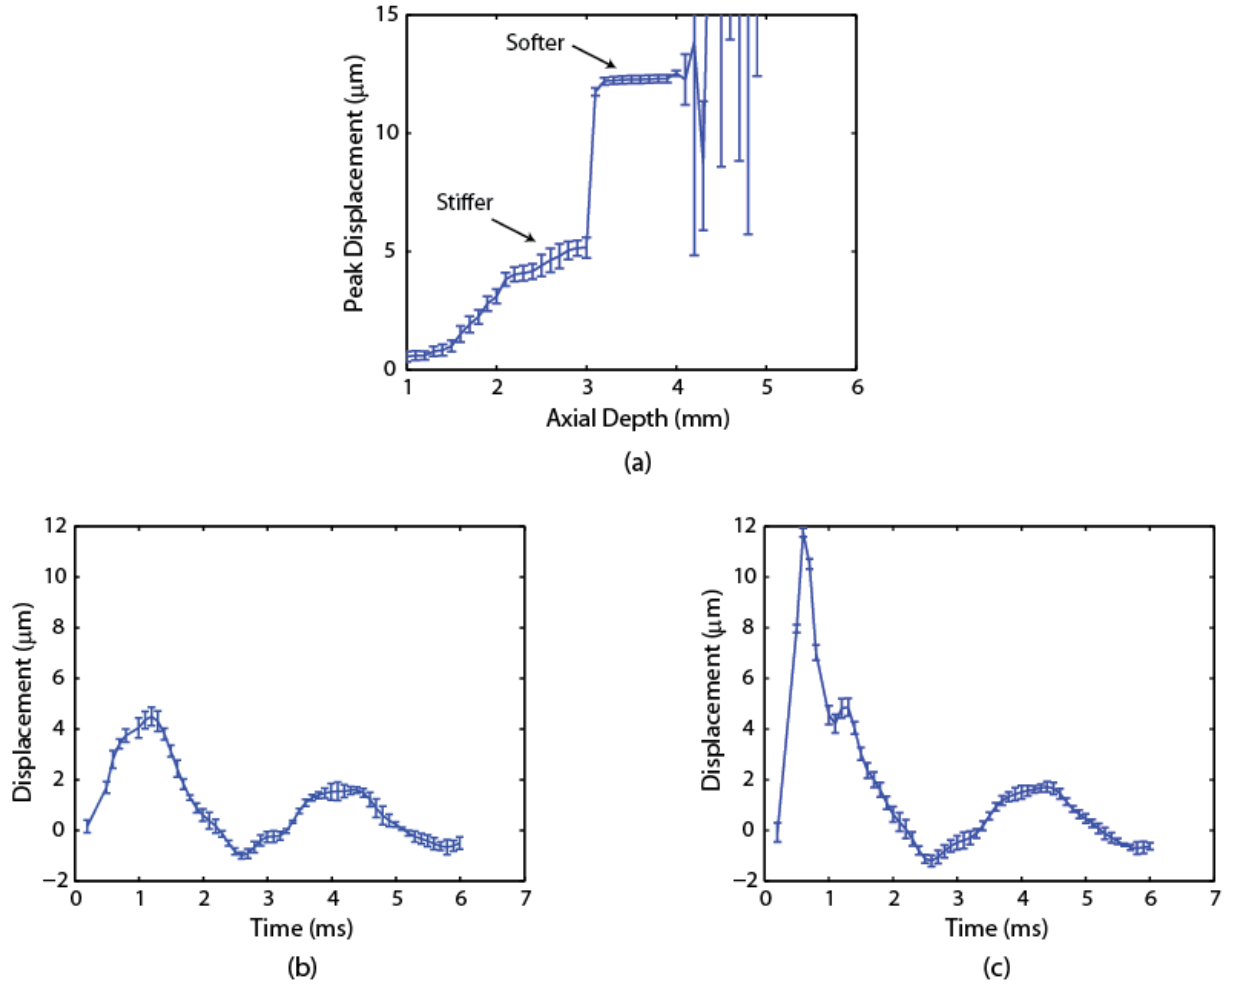 15
Softer
10
Stiffer
5
0
Peak Displacement (μm)
1 2 3 4 5 6
Axial Depth (mm)
(a)
12
10
8
6
4
2
0
−2
Displacement (μm)
0 1 2 3 4 5 6 7
Time (ms)
(b)
12
10
8
6
4
2
0
−2
Displacement (μm)
0 1 2 3 4 5 6 7
Time (ms)
(c)